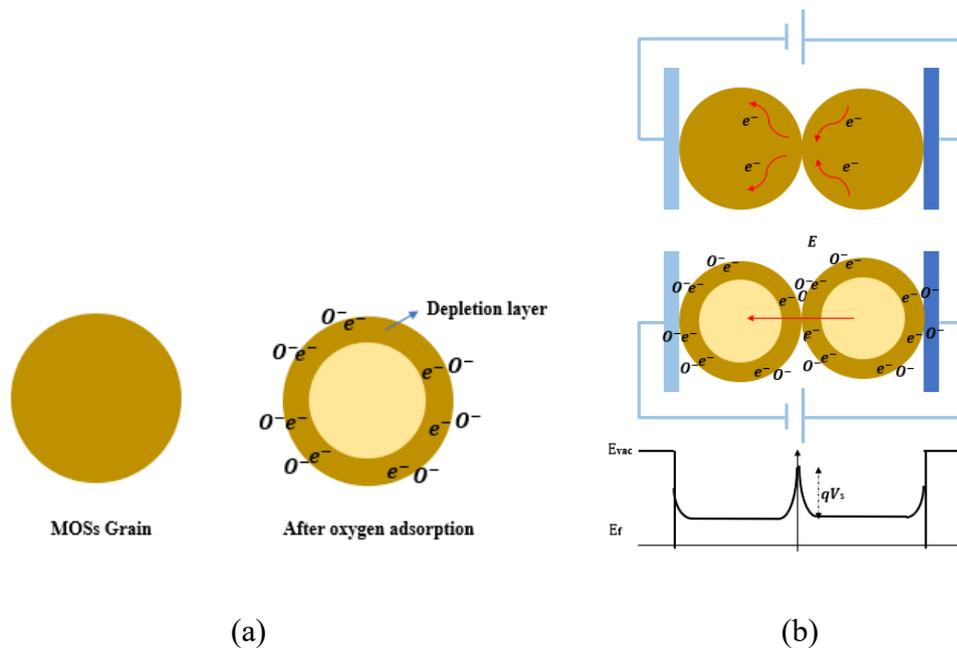 O⁻e⁻
Depletion layer
O⁻e⁻
e⁻ O⁻
O⁻e⁻
e⁻ O⁻
O⁻e⁻
e⁻ O⁻
MOSs Grain
After oxygen adsorption
e⁻ e⁻
e⁻ e⁻
E
O⁻e⁻ O⁻e⁻
O⁻e⁻ O⁻e⁻
e⁻O e⁻ O⁻
O⁻e⁻ e⁻ e⁻O⁻
O⁻e⁻ O⁻e⁻
e⁻O⁻ e⁻ O⁻
Evac
qVs
Ef
(a) (b)